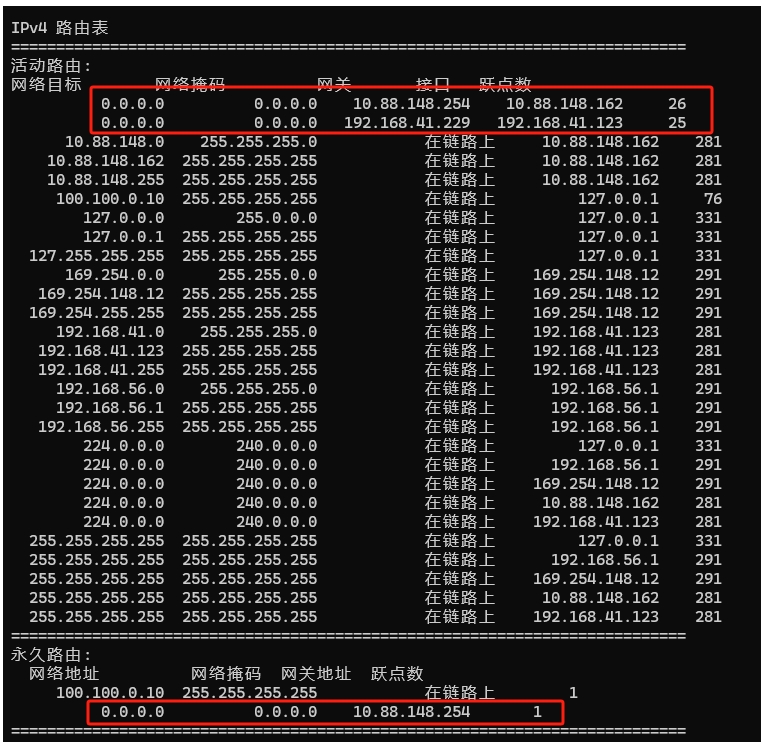 IPv4 路由表
===========================================================================
活动路由:
网络目标 网络掩码 网关 接口 跃点数
0.0.0.0 0.0.0.0 10.88.148.254 10.88.148.162 26
0.0.0.0 0.0.0.0 192.168.41.229 192.168.41.123 25
10.88.148.0 255.255.255.0 在链路上 10.88.148.162 281
10.88.148.162 255.255.255.255 在链路上 10.88.148.162 281
10.88.148.255 255.255.255.255 在链路上 10.88.148.162 281
100.100.0.10 255.255.255.255 在链路上 127.0.0.1 76
127.0.0.0 255.0.0.0 在链路上 127.0.0.1 331
127.0.0.1 255.255.255.255 在链路上 127.0.0.1 331
127.255.255.255 255.255.255.255 在链路上 127.0.0.1 331
169.254.0.0 255.255.0.0 在链路上 169.254.148.12 291
169.254.148.12 255.255.255.255 在链路上 169.254.148.12 291
169.254.255.255 255.255.255.255 在链路上 169.254.148.12 291
192.168.41.0 255.255.255.0 在链路上 192.168.41.123 281
192.168.41.123 255.255.255.255 在链路上 192.168.41.123 281
192.168.41.255 255.255.255.255 在链路上 192.168.41.123 281
192.168.56.0 255.255.255.0 在链路上 192.168.56.1 291
192.168.56.1 255.255.255.255 在链路上 192.168.56.1 291
192.168.56.255 255.255.255.255 在链路上 192.168.56.1 291
224.0.0.0 240.0.0.0 在链路上 127.0.0.1 331
224.0.0.0 240.0.0.0 在链路上 192.168.56.1 291
224.0.0.0 240.0.0.0 在链路上 169.254.148.12 291
224.0.0.0 240.0.0.0 在链路上 10.88.148.162 281
224.0.0.0 240.0.0.0 在链路上 192.168.41.123 281
255.255.255.255 255.255.255.255 在链路上 127.0.0.1 331
255.255.255.255 255.255.255.255 在链路上 192.168.56.1 291
255.255.255.255 255.255.255.255 在链路上 169.254.148.12 291
255.255.255.255 255.255.255.255 在链路上 10.88.148.162 281
255.255.255.255 255.255.255.255 在链路上 192.168.41.123 281
===========================================================================
永久路由:
网络地址 网络掩码 网关地址 跃点数
100.100.0.10 255.255.255.255 在链路上 1
0.0.0.0 0.0.0.0 10.88.148.254 1
===========================================================================